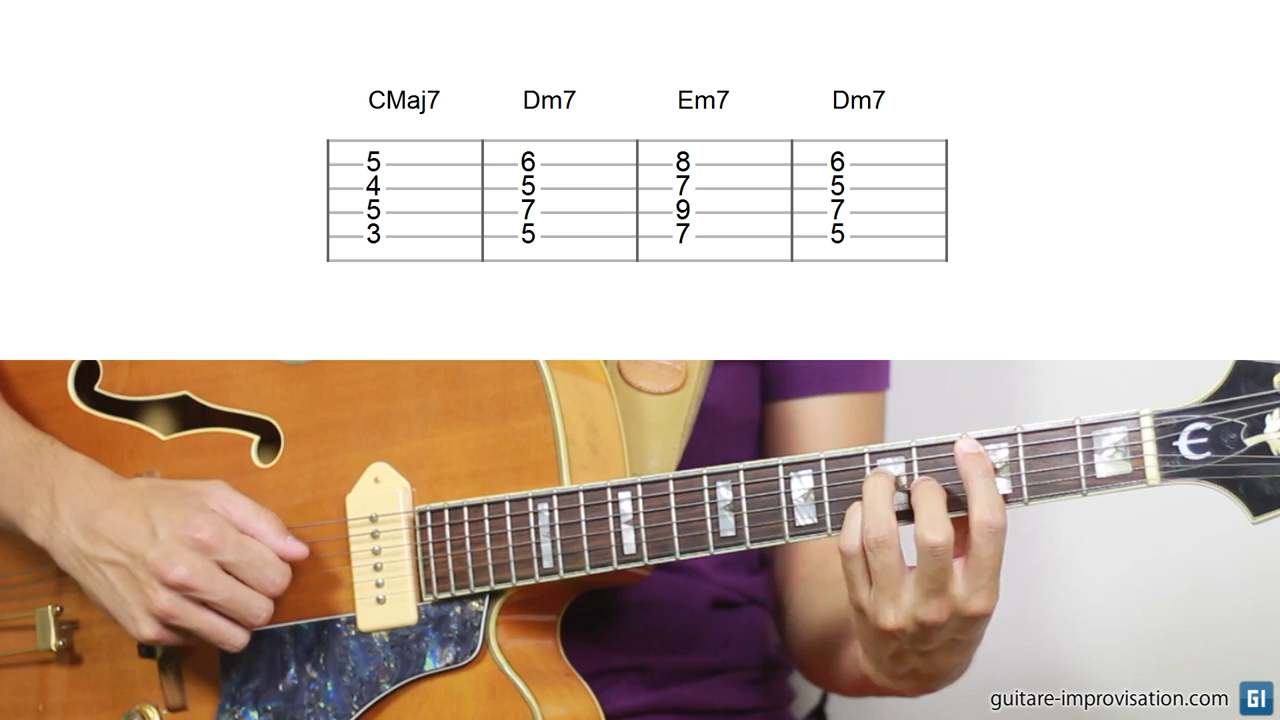 CMaj7 Dm7 Em7 Dm7
5 6 8 6
4 5 7 5
5 7 9 7
3 5 7 5
Є
guitare-improvisation.com GI